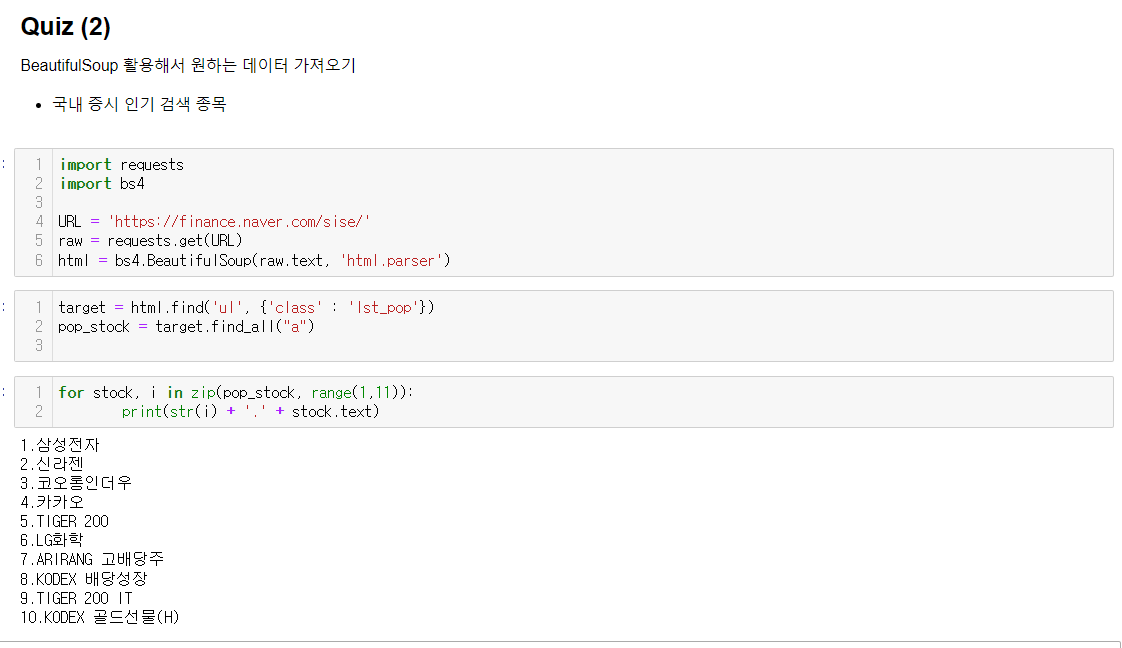 Quiz (2)
BeautifulSoup 활용해서 원하는 데이터 가져오기
• 국내 증시 인기 검색 종목
: 1 import requests
2 import bs4
3
4 URL = 'https://finance.naver.com/sise/'
5 raw = requests.get(URL)
6 html = bs4.BeautifulSoup(raw.text, 'html.parser')
: 1 target = html.find('ul', {'class' : 'lst_pop'})
2 pop_stock = target.find_all("a")
3
: 1 for stock, i in zip(pop_stock, range(1,11)):
2 print(str(i) + '.' + stock.text)
1.삼성전자
2.신라젠
3.코오롱인더우
4.카카오
5.TIGER 200
6.LG화학
7.ARIRANG 고배당주
8.KODEX 배당성장
9.TIGER 200 IT
10.KODEX 골드선물(H)